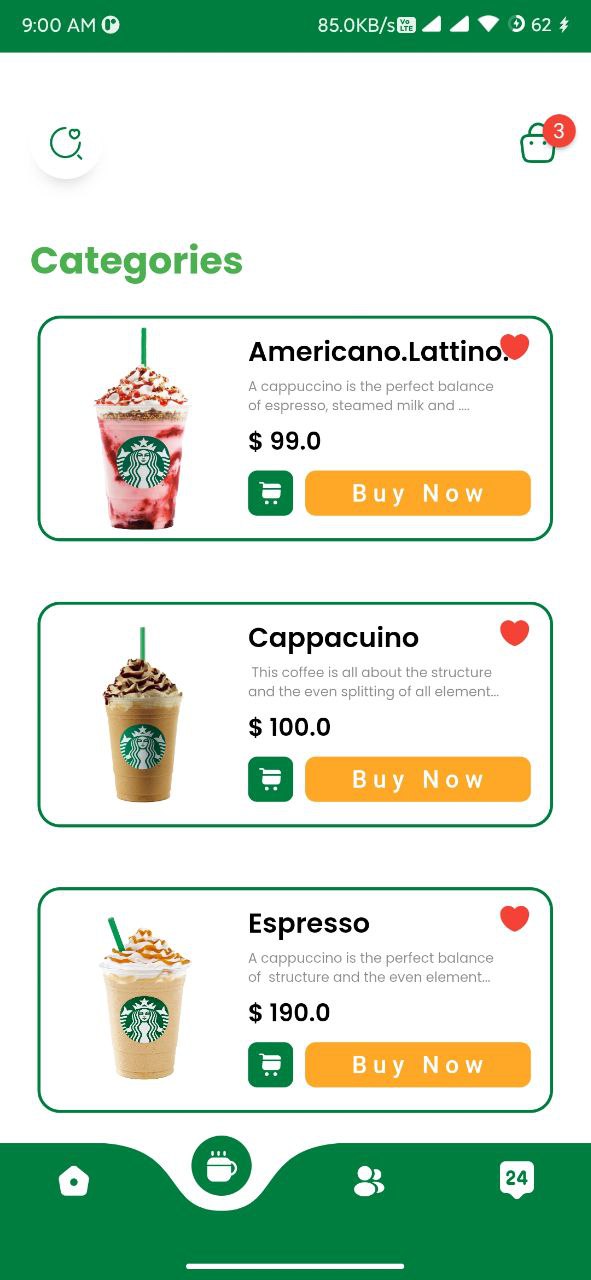 9:00 AM
85.0KB/s
Vo
LTE
62
3
Categories
Americano.Lattino.
A cappuccino is the perfect balance
of espresso, steamed milk and ....
$ 99.0
Buy Now
Cappacuino
This coffee is all about the structure
and the even splitting of all element...
$ 100.0
Buy Now
Espresso
A cappuccino is the perfect balance
of structure and the even element...
$ 190.0
Buy Now
24